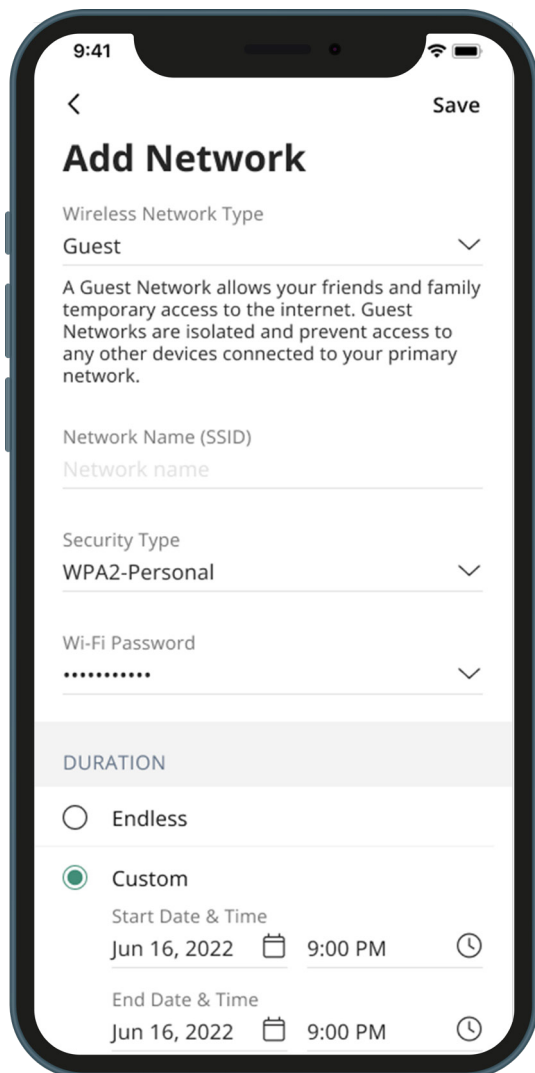 9:41
Save
Add Network
Wireless Network Type
Guest
A Guest Network allows your friends and family
temporary access to the internet. Guest
Networks are isolated and prevent access to
any other devices connected to your primary
network.
Network Name (SSID)
Network name
Security Type
WPA2-Personal
Wi-Fi Password
•••••••••••
DURATION
Endless
Custom
Start Date & Time
Jun 16, 2022 9:00 PM
End Date & Time
Jun 16, 2022 9:00 PM